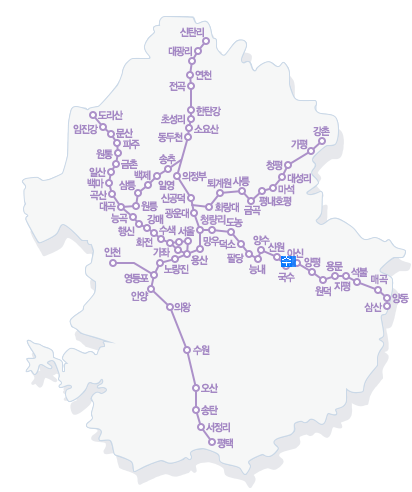 신탄리
대광리
연천
전곡
한탄강
초성리
소요산
동두천
도라산
임진강
문산
파주
원통
금촌
일산
백마
곡산
대곡
능곡
행신
화전
강매
수색
서울
가좌
송추
백제
일영
삼통
원통
의정부
신공덕
광운대
퇴계원
사릉
화랑대
금곡
평내호평
마석
대성리
청평
가평
강촌
청량리
도농
망우
덕소
팔당
양수
능내
신원
국수
아신
양평
원덕
용문
지평
석불
매곡
양동
삼산
용산
노량진
영등포
인천
안양
의왕
수원
오산
송탄
서정리
평택